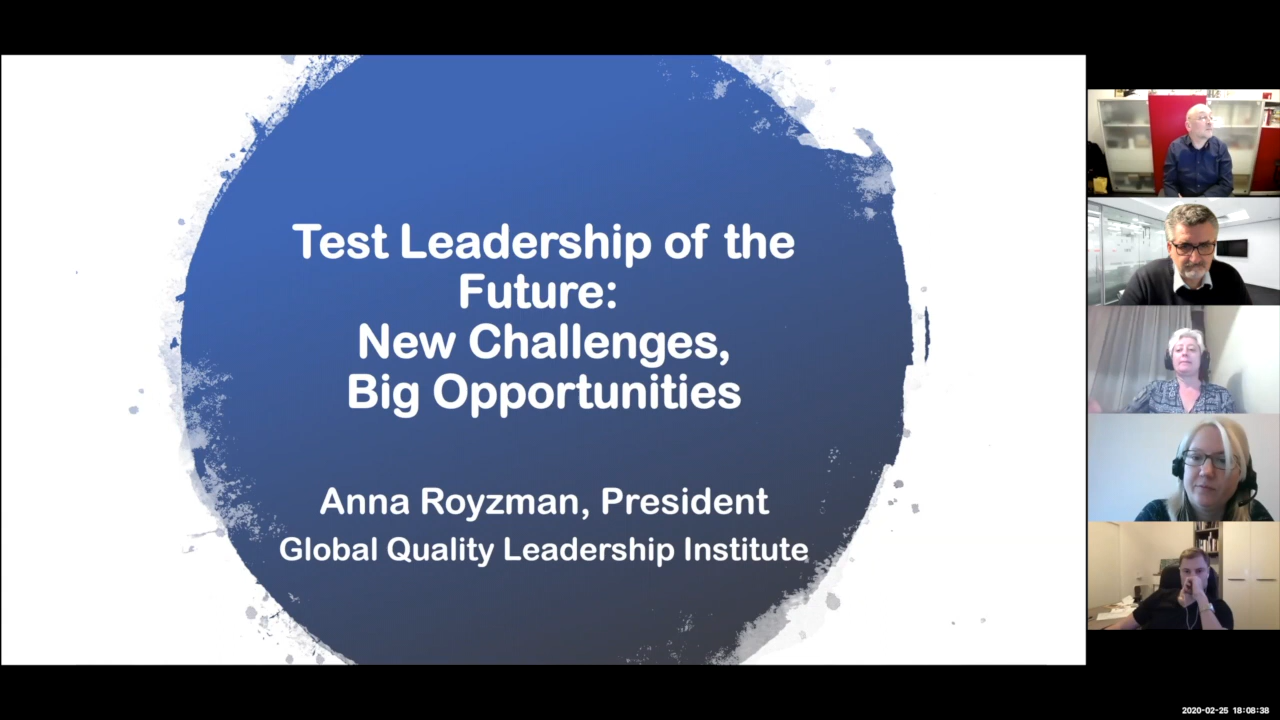 Test Leadership of the
Future:
New Challenges,
Big Opportunities
Anna Royzman, President
Global Quality Leadership Institute
2020-02-25 18:08:38